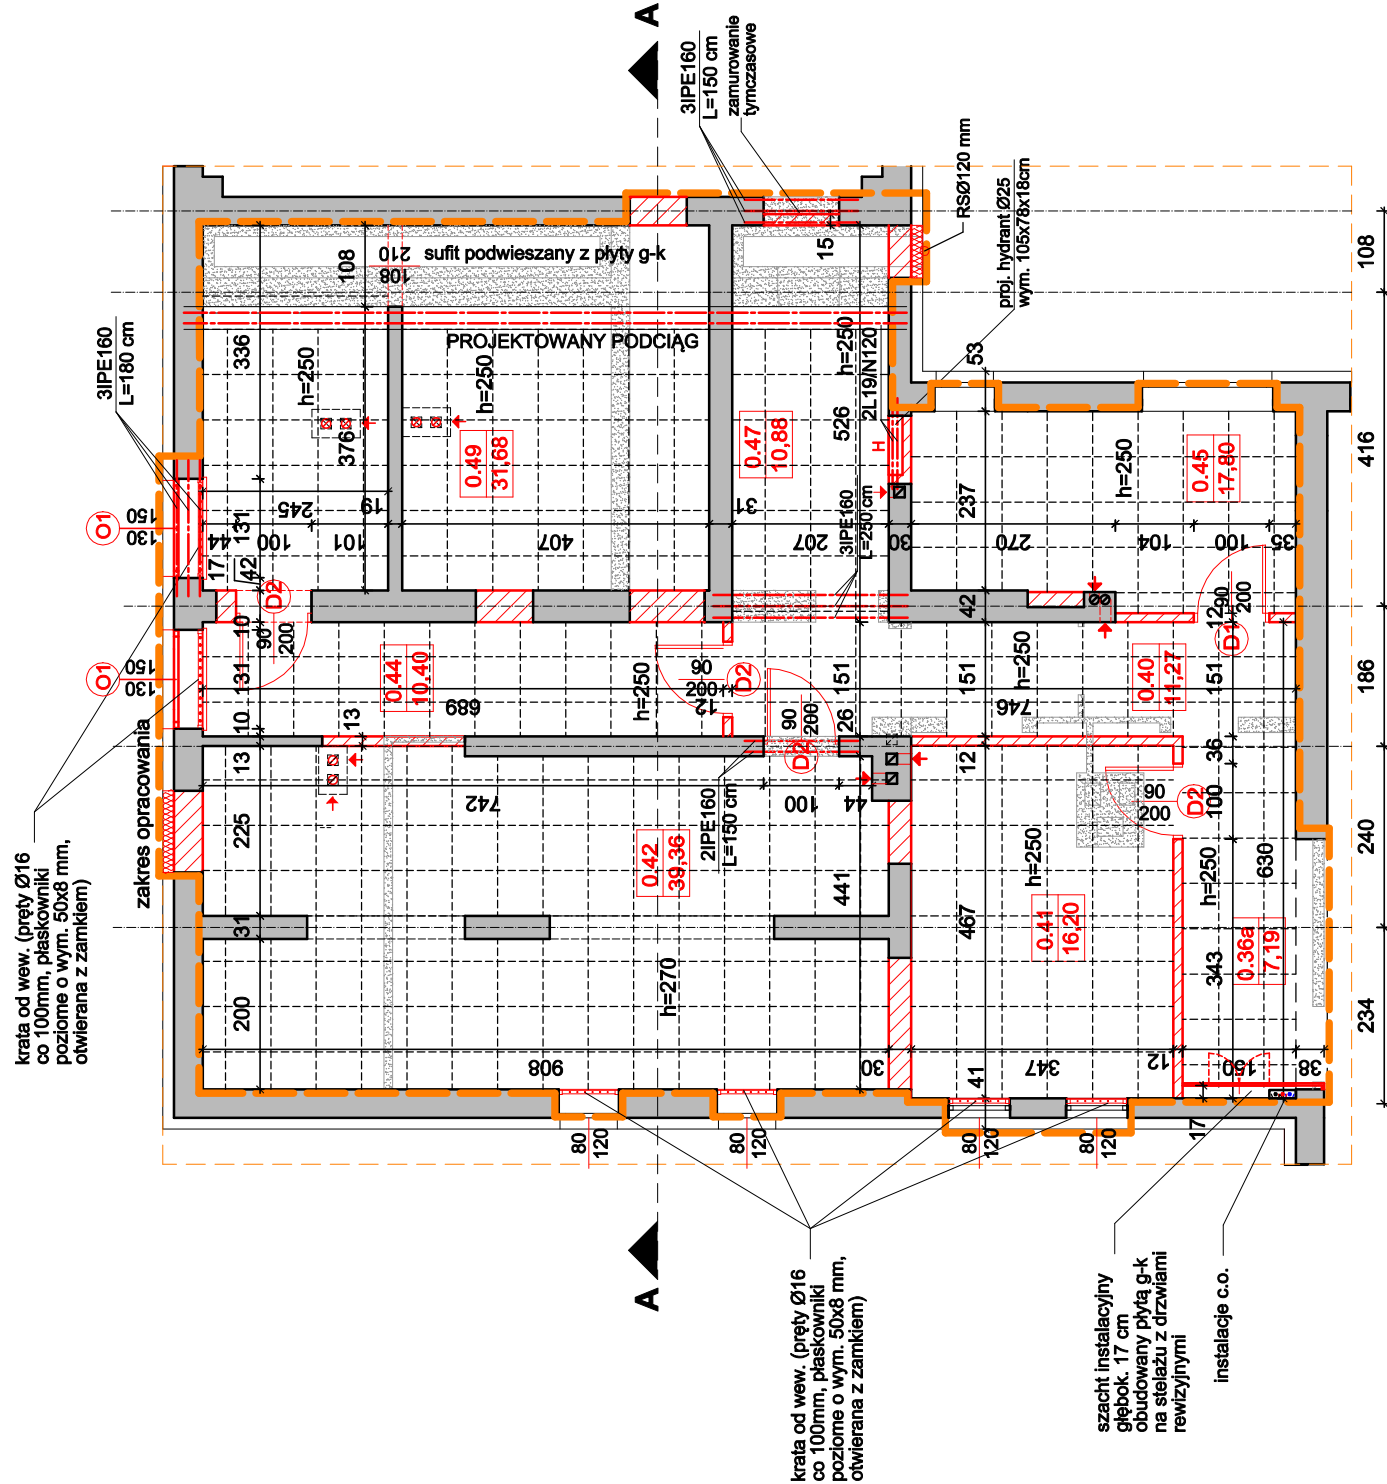 A
A
3IPE160
L=150 cm
zamurowanie
tymczasowe
RSØ120 mm
proj. hydrant Ø25
wym. 105x78x18cm
3IPE160
L=180 cm
O1
150
130
O1
150
130
zakres opracowania
krata od wew. (pręty Ø16
co 100mm, płaskowniki
poziome o wym. 50x8 mm,
otwierana z zamkiem)
sufit podwieszany z płyty g-k
108
210
108
15
PROJEKTOWANY PODCIĄG
336
376
h=250
h=250
0.49
31,68
0.47
10,88
h=250
526
2L19/N120
H
53
44
100
131
245
101
19
407
31
207
3IPE160
L=250 cm
30
237
270
104
100
35
h=250
0.45
17,80
17
42
D2
90
200
10
131
10
0.44
10,40
689
13
h=250
90
200
D2
12
90
200
D2
151
26
42
151
746
h=250
0.40
11,27
12
90
200
D1
151
13
225
31
200
742
2IPE160
L=150 cm
100
44
0.42
39,36
441
h=270
908
30
12
36
100
90
200
D2
h=250
467
0.41
16,20
h=250
630
343
0.36a
7,19
41
347
12
150
38
17
108
416
186
240
234
80
120
80
120
80
120
80
120
krata od wew. (pręty Ø16
co 100mm, płaskowniki
poziome o wym. 50x8 mm,
otwierana z zamkiem)
szacht instalacyjny
głębok. 17 cm
obudowany płytą g-k
na stelażu z drzwiami
rewizyjnymi
instalacje c.o.
A